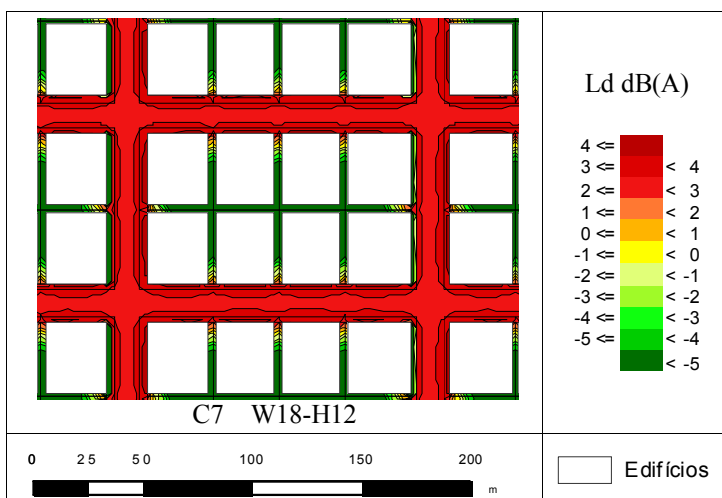 Ld dB(A)
4 <=
3 <= < 4
2 <= < 3
1 <= < 2
0 <= < 1
-1 <= < 0
-2 <= < -1
-3 <= < -2
-4 <= < -3
-5 <= < -4
< -5
C7 W18-H12
0 25 50 100 150 200
m
Edifícios